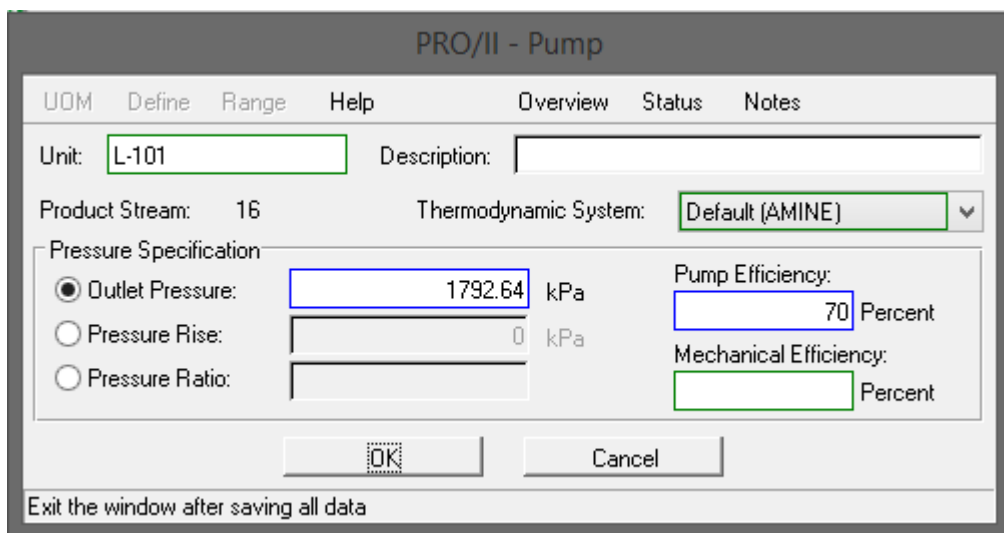 PRO/II - Pump
UOM Define Range Help Overview Status Notes
Unit: L-101 Description:
Product Stream: 16 Thermodynamic System: Default (AMINE)
Pressure Specification
Outlet Pressure: 1792.64 kPa
Pressure Rise: 0 kPa
Pressure Ratio:
Pump Efficiency:
70 Percent
Mechanical Efficiency:
Percent
OK Cancel
Exit the window after saving all data